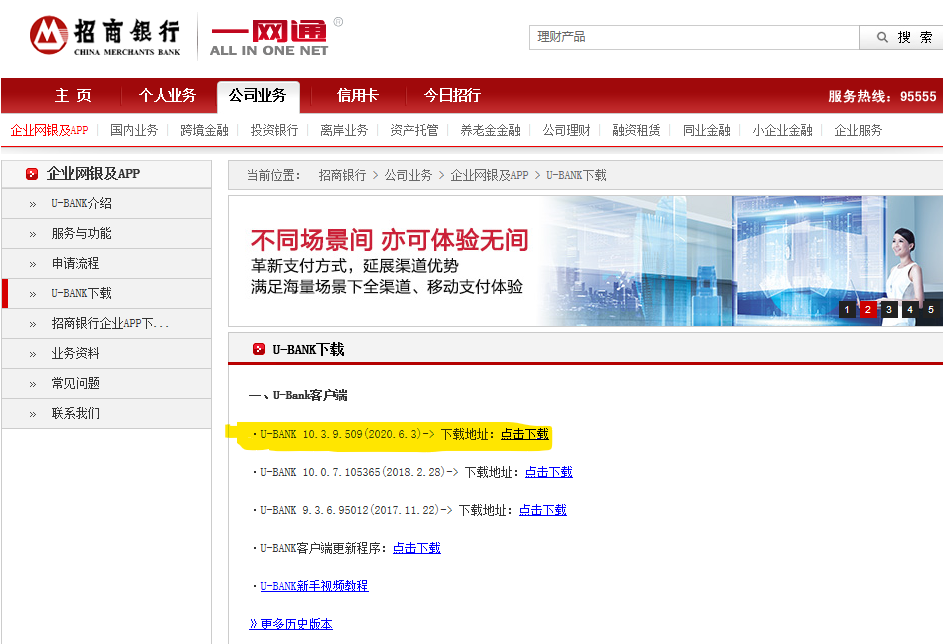 招商银行
CHINA MERCHANTS BANK
一网通®
ALL IN ONE NET
理财产品
搜 索
主 页 个人业务 公司业务 信用卡 今日招行 服务热线：95555
企业网银及APP 国内业务 跨境金融 投资银行 离岸业务 资产托管 养老金金融 公司理财 融资租赁 同业金融 小企业金融 企业服务
企业网银及APP
» U-BANK介绍
» 服务与功能
» 申请流程
» U-BANK下载
» 招商银行企业APP下...
» 业务资料
» 常见问题
» 联系我们
当前位置： 招商银行 > 公司业务 > 企业网银及APP > U-BANK下载
不同场景间 亦可体验无间
革新支付方式，延展渠道优势
满足海量场景下全渠道、移动支付体验
1 2 3 4 5
U-BANK下载
一、U-Bank客户端
·U-BANK 10.3.9.509(2020.6.3)-> 下载地址：点击下载
·U-BANK 10.0.7.105365(2018.2.28)-> 下载地址：点击下载
·U-BANK 9.3.6.95012(2017.11.22)-> 下载地址：点击下载
·U-BANK客户端更新程序：点击下载
·U-BANK新手视频教程
》更多历史版本